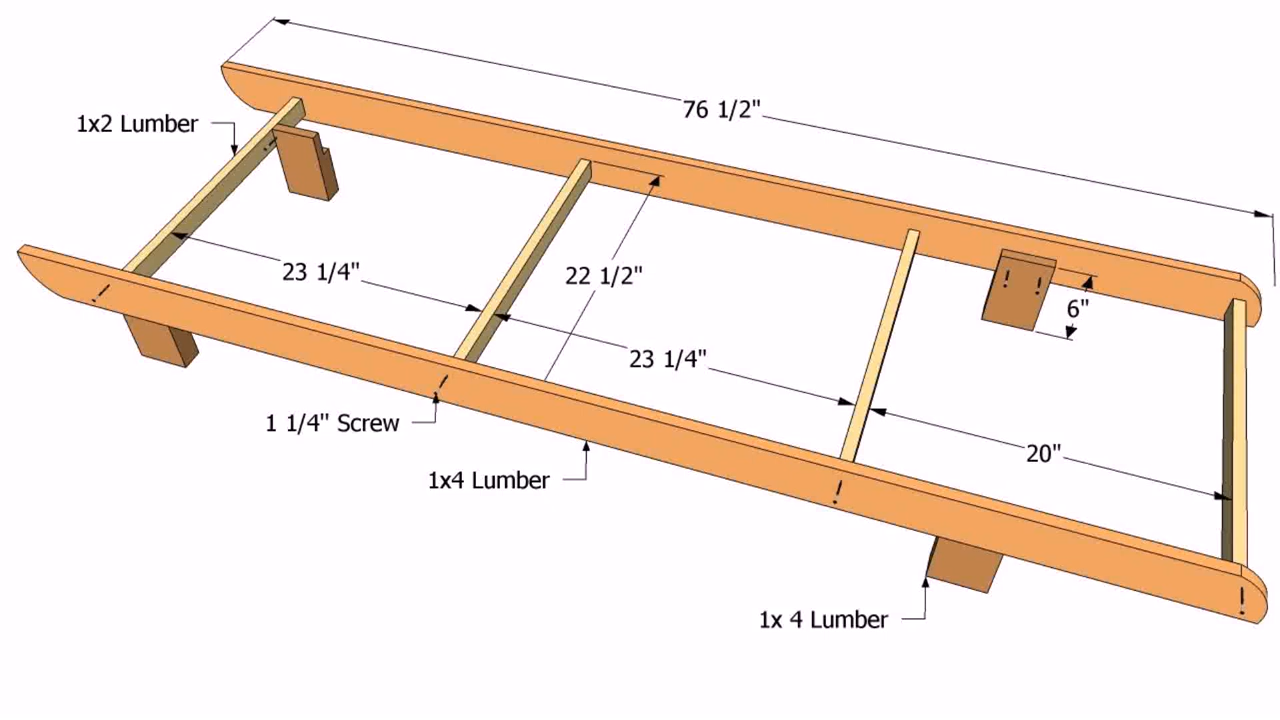 76 1/2"
1x2 Lumber
23 1/4"
22 1/2"
6"
23 1/4"
1 1/4" Screw
20"
1x4 Lumber
1x 4 Lumber